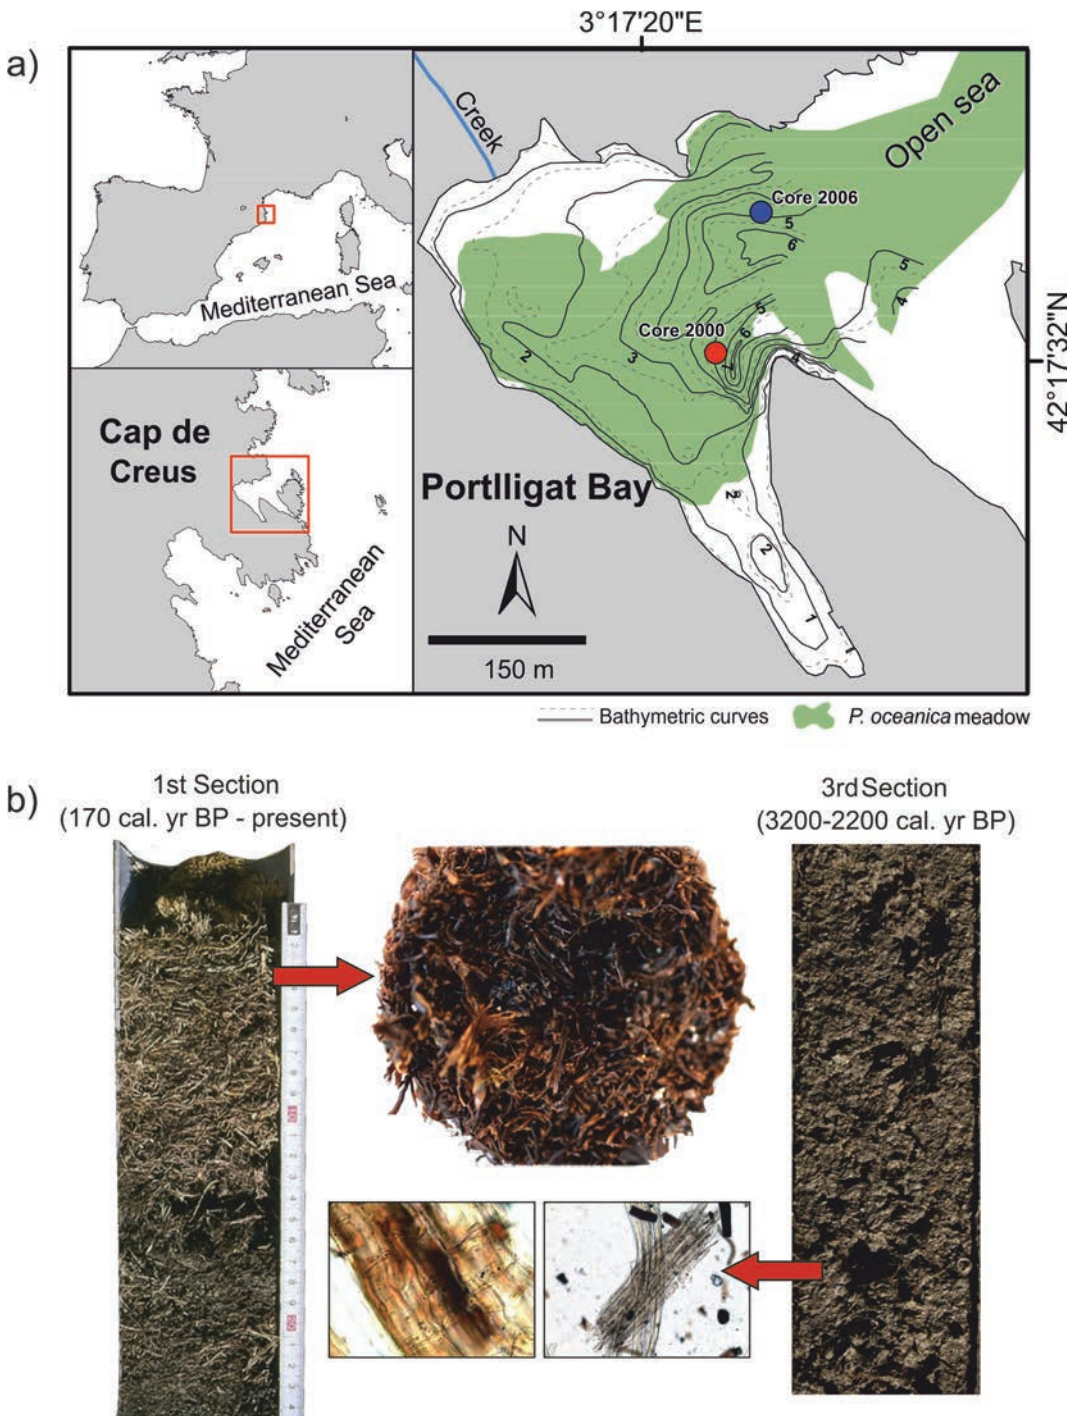 a)
3°17'20"E
Creek
Open sea
Core 2006
5
6
5
4
Mediterranean Sea
Core 2000
5
6
7
4
2
3
42°17'32"N
Cap de
Creus
Portlligat Bay
2
2
N
Mediterranean
Sea
1
1
150 m
Bathymetric curves
P. oceanica meadow
b)
1st Section
(170 cal. yr BP - present)
3rd Section
(3200-2200 cal. yr BP)